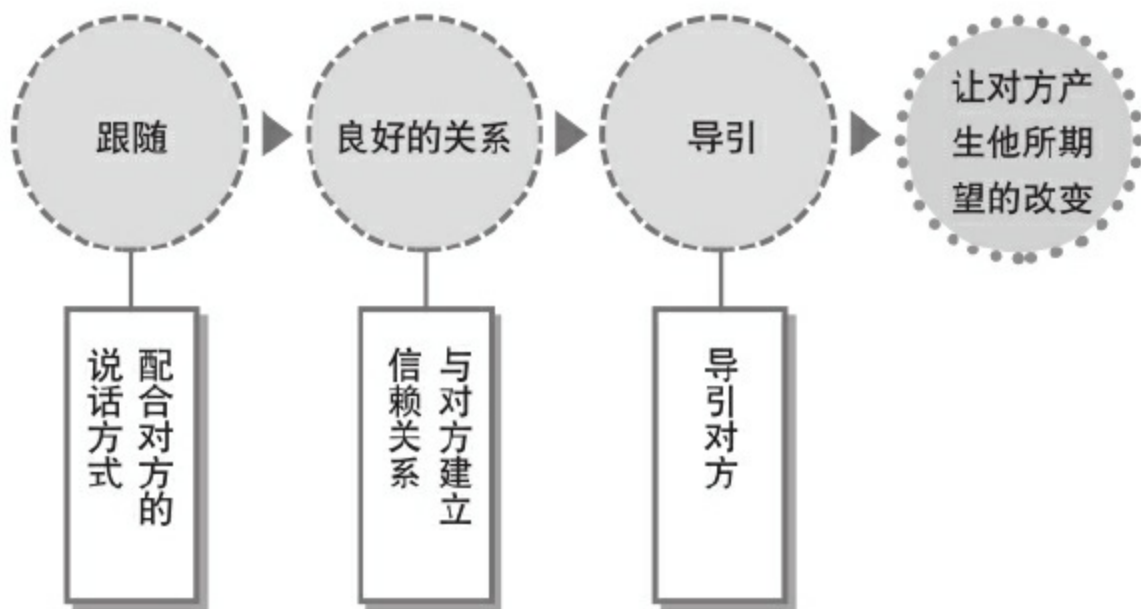 跟随
良好的关系
导引
让对方产
生他所期
望的改变
配合对方的
说话方式
与对方建立
信赖关系
导引对方